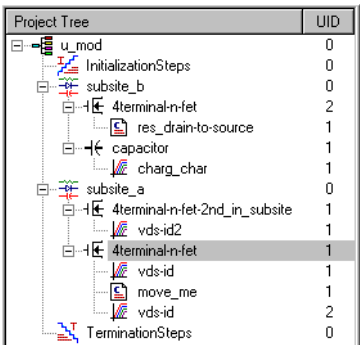 Project Tree UID
u_mod 0
InitializationSteps 0
subsite_b 0
4terminal-n-fet 2
res_drain-to-source 1
capacitor 1
charg_char 1
subsite_a 0
4terminal-n-fet-2nd_in_subsite 1
vds-id2 1
4terminal-n-fet 1
vds-id 1
move_me 1
vds-id 2
TerminationSteps 0